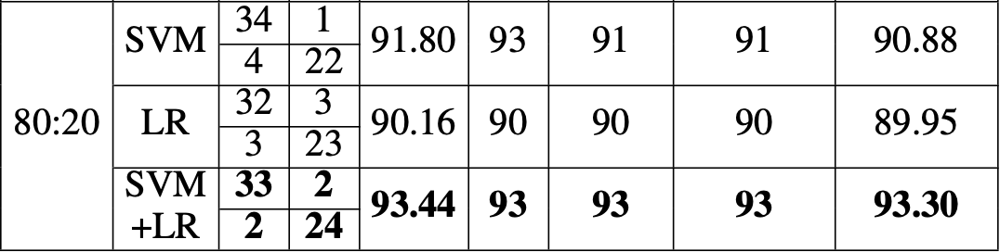 80:20 SVM 34 1 91.80 93 91 91 90.88
4 22
LR 32 3 90.16 90 90 90 89.95
3 23
SVM +LR 33 2 93.44 93 93 93 93.30
2 24